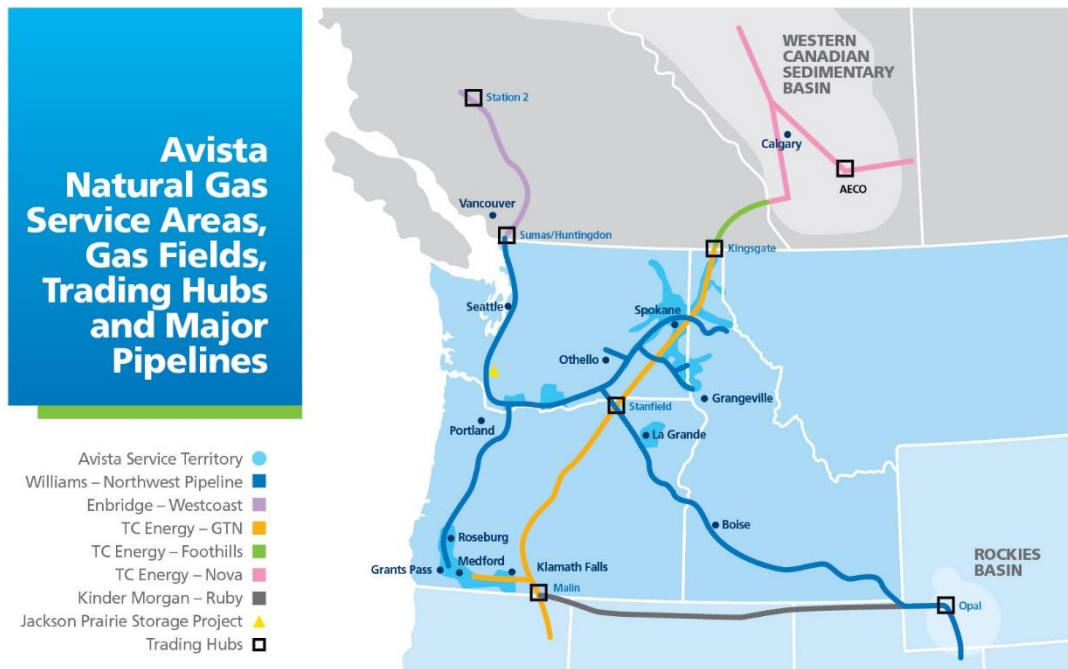 Avista
Natural Gas
Service Areas,
Gas Fields,
Trading Hubs
and Major
Pipelines
Avista Service Territory
Williams – Northwest Pipeline
Enbridge – Westcoast
TC Energy – GTN
TC Energy – Foothills
TC Energy – Nova
Kinder Morgan – Ruby
Jackson Prairie Storage Project
Trading Hubs
WESTERN
CANADIAN
SEDIMENTARY
BASIN
Station 2
Calgary
AECO
Vancouver
Sumas/Huntingdon
Kingsgate
Seattle
Spokane
Othello
Grangeville
Stanfield
Portland
La Grande
Boise
Roseburg
Medford
Grants Pass
Klamath Falls
Malin
ROCKIES
BASIN
Opal